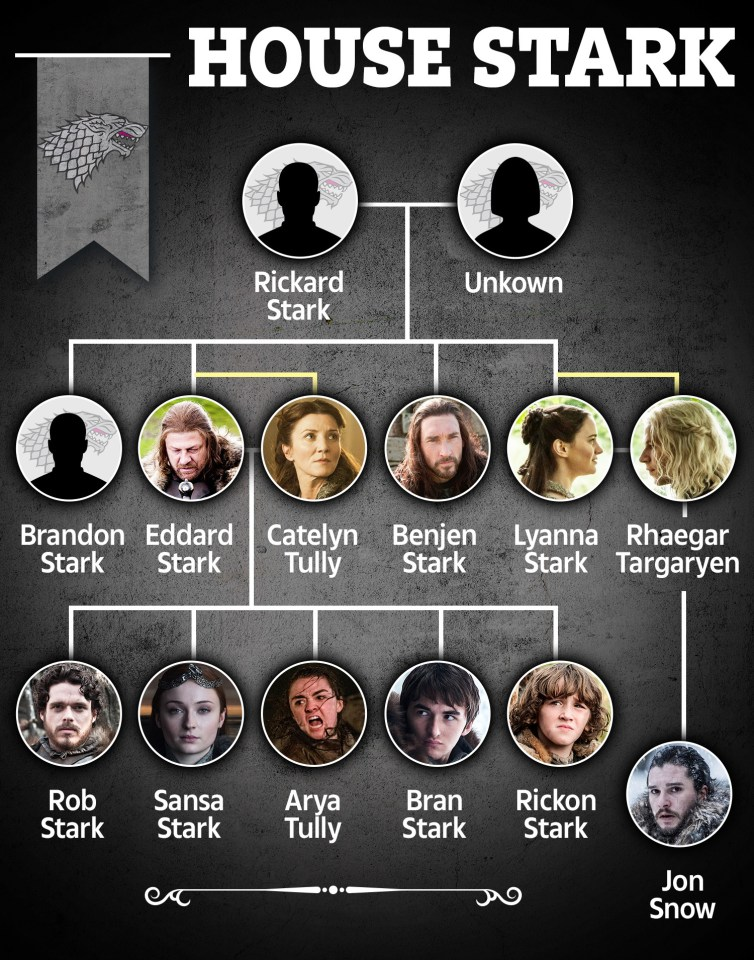 HOUSE STARK
Rickard
Stark
Unkown
Brandon
Stark
Eddard
Stark
Catelyn
Tully
Benjen
Stark
Lyanna
Stark
Rhaegar
Targaryen
Rob
Stark
Sansa
Stark
Arya
Tully
Bran
Stark
Rickon
Stark
Jon
Snow